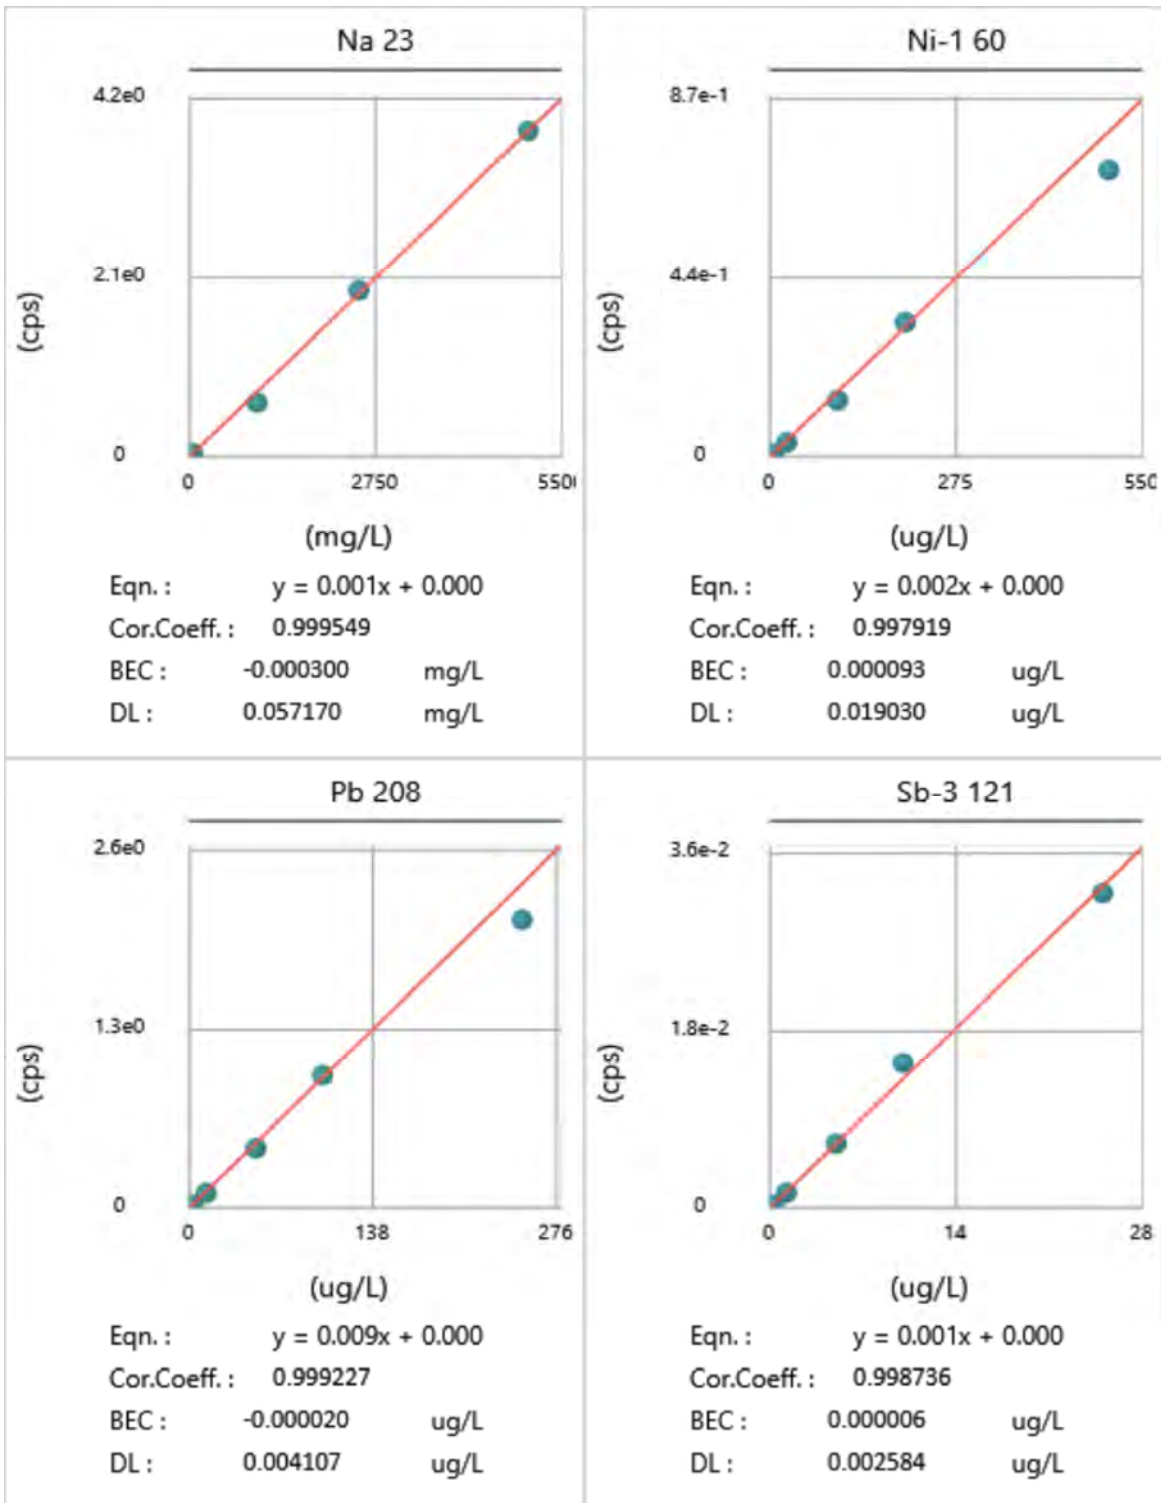 Na 23
4.2e0
2.1e0
0
(cps)
0 2750 550
(mg/L)
Eqn. : y = 0.001x + 0.000
Cor.Coeff. : 0.999549
BEC : -0.000300 mg/L
DL : 0.057170 mg/L
Ni-1 60
8.7e-1
4.4e-1
0
(cps)
0 275 550
(ug/L)
Eqn. : y = 0.002x + 0.000
Cor.Coeff. : 0.997919
BEC : 0.000093 ug/L
DL : 0.019030 ug/L
Pb 208
2.6e0
1.3e0
0
(cps)
0 138 276
(ug/L)
Eqn. : y = 0.009x + 0.000
Cor.Coeff. : 0.999227
BEC : -0.000020 ug/L
DL : 0.004107 ug/L
Sb-3 121
3.6e-2
1.8e-2
0
(cps)
0 14 28
(ug/L)
Eqn. : y = 0.001x + 0.000
Cor.Coeff. : 0.998736
BEC : 0.000006 ug/L
DL : 0.002584 ug/L